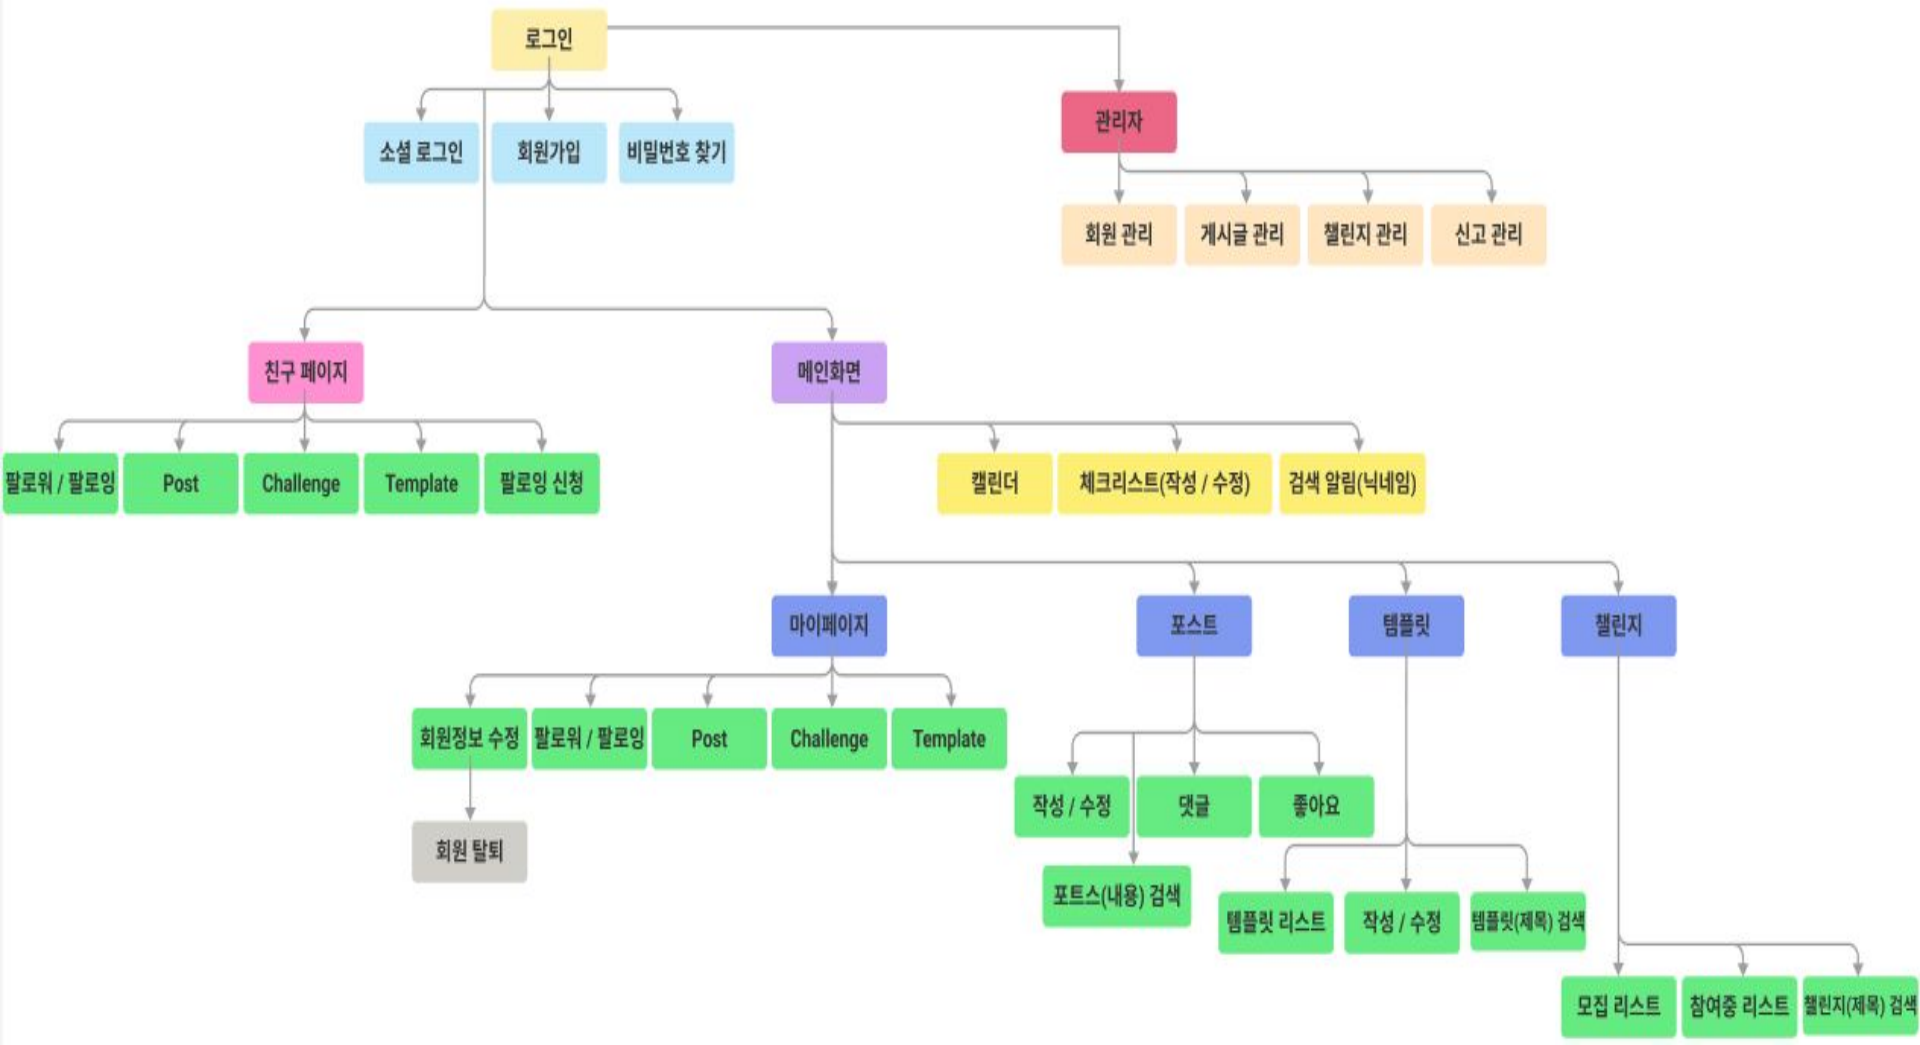 로그인
관리자
소셜 로그인
회원가입
비밀번호 찾기
회원 관리
게시글 관리
챌린지 관리
신고 관리
친구 페이지
메인화면
팔로워 / 팔로잉
Post
Challenge
Template
팔로잉 신청
캘린더
체크리스트(작성 / 수정)
검색 알림(닉네임)
마이페이지
포스트
템플릿
챌린지
회원정보 수정
팔로워 / 팔로잉
Post
Challenge
Template
작성 / 수정
댓글
좋아요
회원 탈퇴
포트스(내용) 검색
템플릿 리스트
작성 / 수정
템플릿(제목) 검색
모집 리스트
참여중 리스트
챌린지(제목) 검색